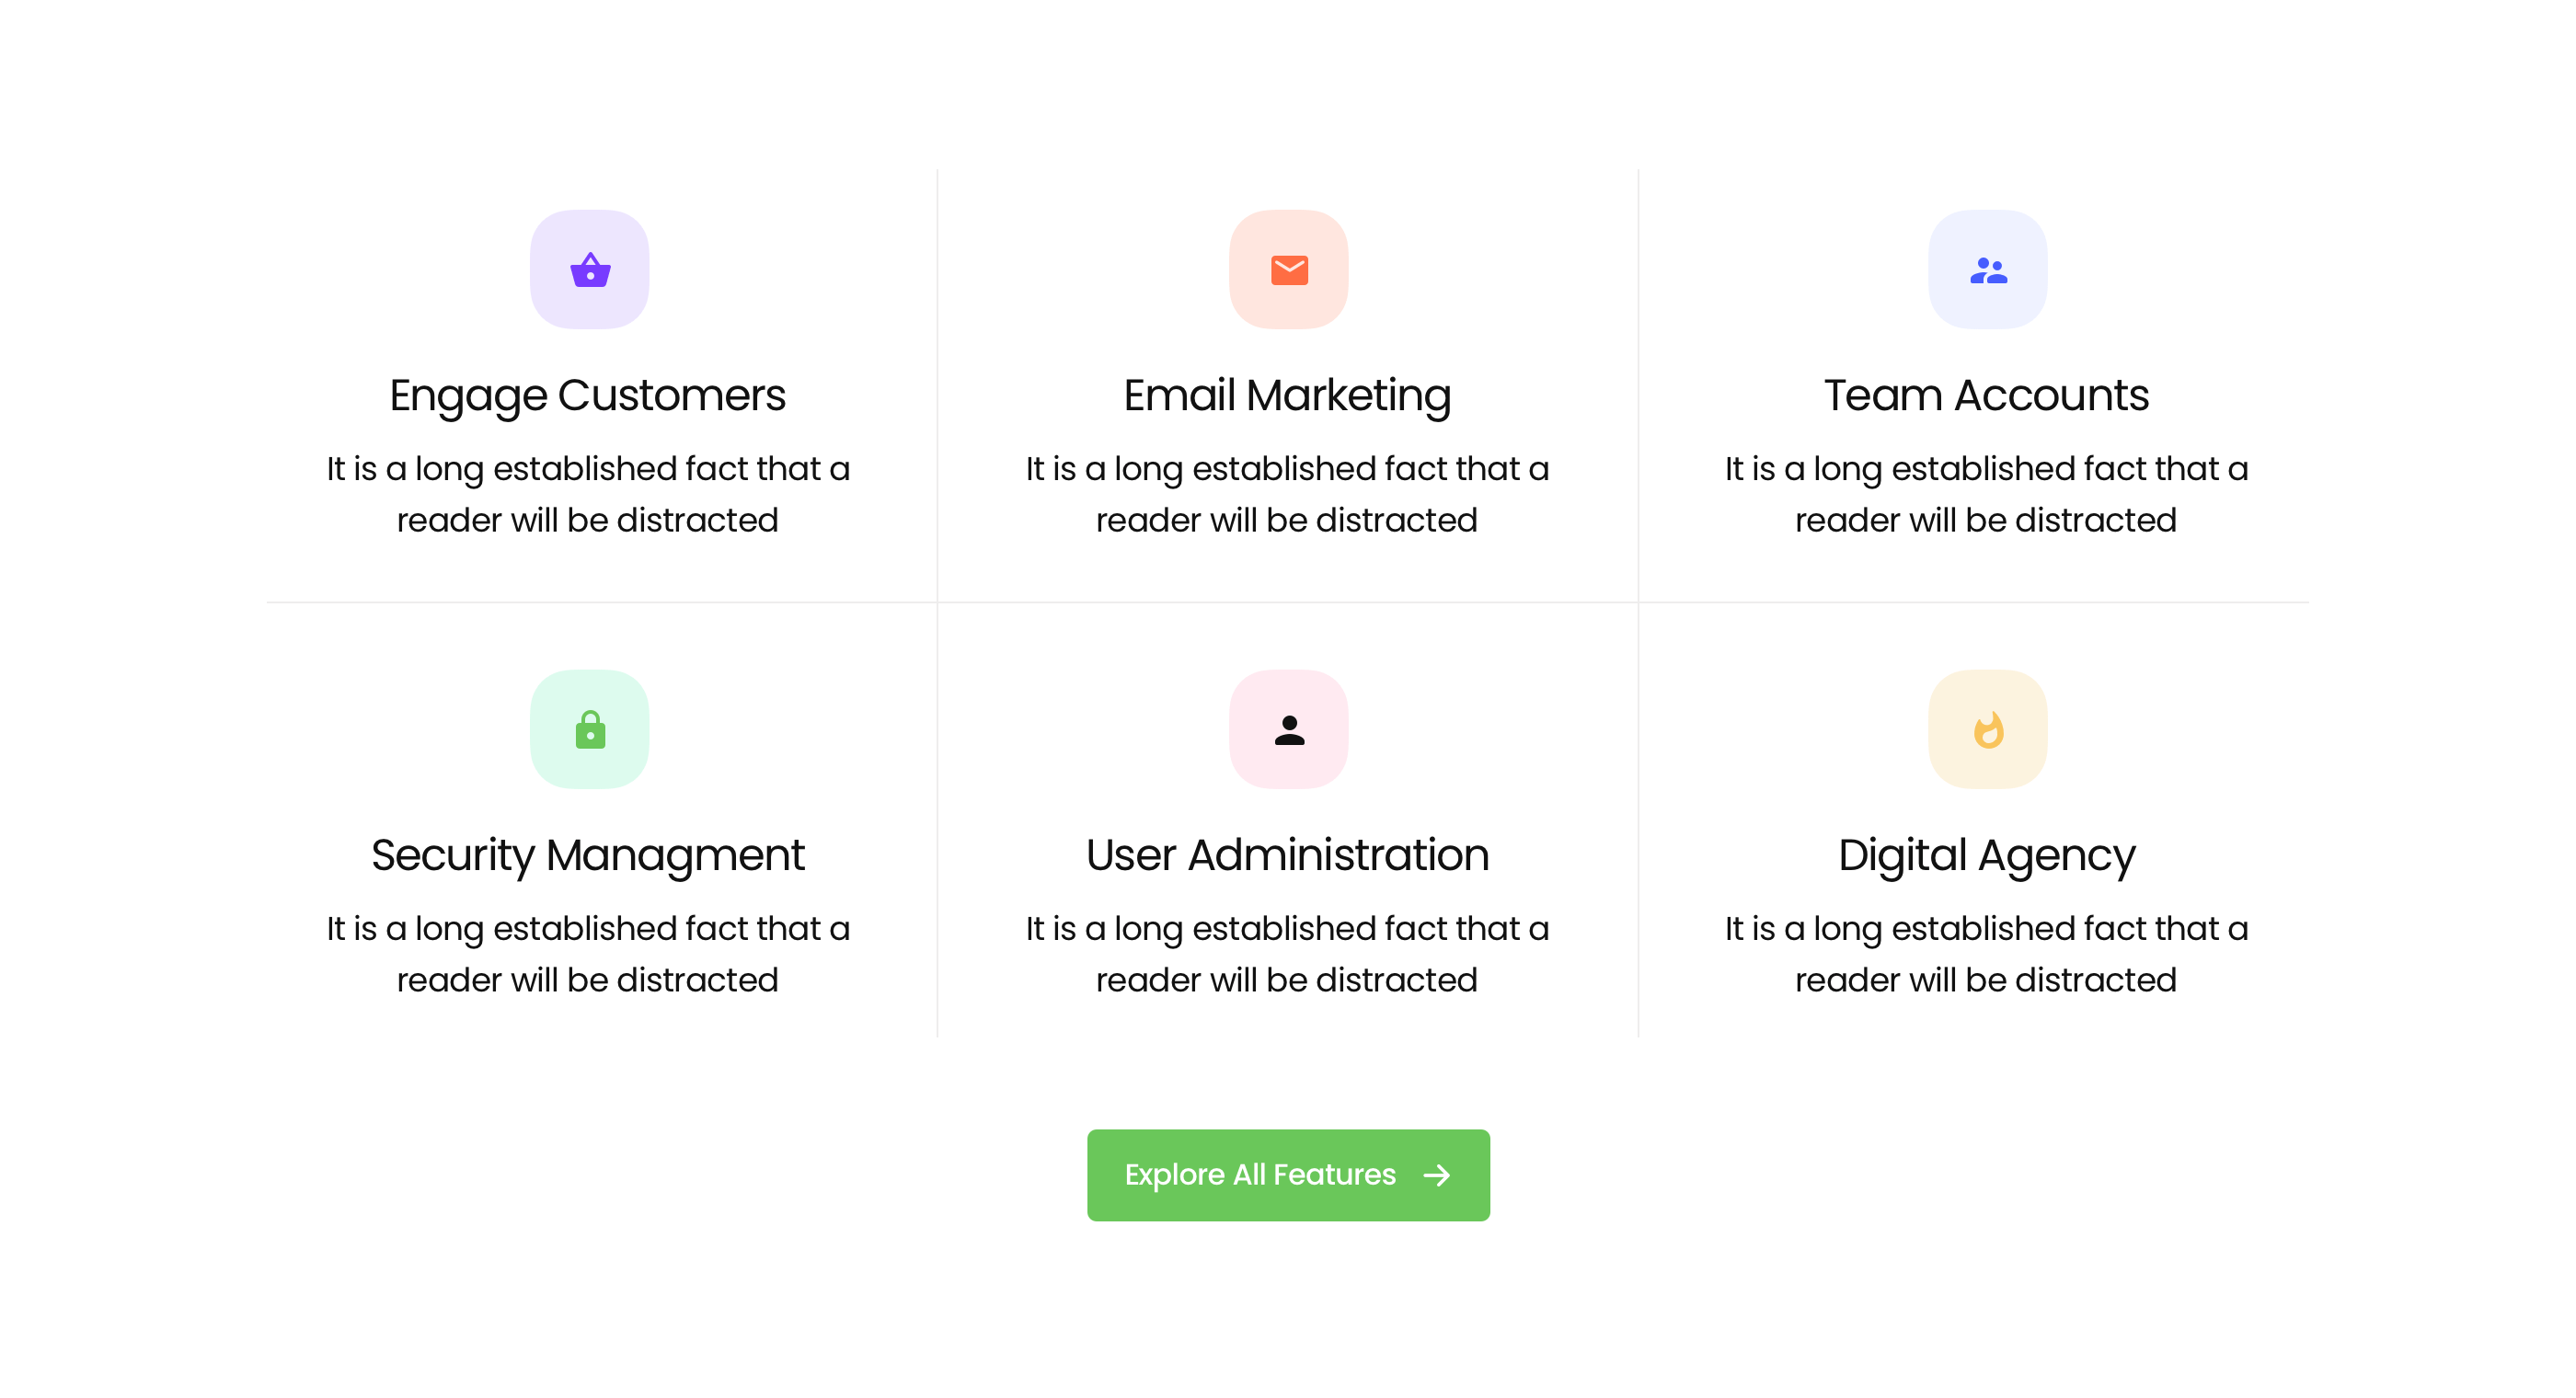 Engage Customers
It is a long established fact that a
reader will be distracted
Email Marketing
It is a long established fact that a
reader will be distracted
Team Accounts
It is a long established fact that a
reader will be distracted
Security Managment
It is a long established fact that a
reader will be distracted
User Administration
It is a long established fact that a
reader will be distracted
Digital Agency
It is a long established fact that a
reader will be distracted
Explore All Features